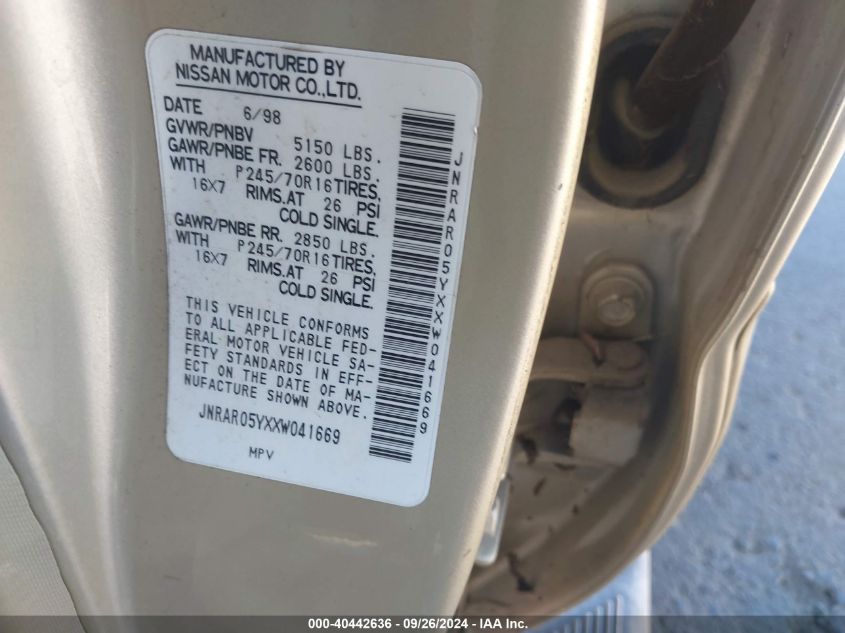 MANUFACTURED BY
NISSAN MOTOR CO.,LTD.
DATE 6/98
GVWR/PNBV 5150 LBS.
GAWR/PNBE FR. 2600 LBS.
WITH P245/70R16TIRES,
16X7 RIMS.AT 26 PSI
COLD SINGLE.
GAWR/PNBE RR. 2850 LBS.
WITH P245/70R16TIRES,
16X7 RIMS.AT 26 PSI
COLD SINGLE.
THIS VEHICLE CONFORMS
TO ALL APPLICABLE FED-
ERAL MOTOR VEHICLE SA-
FETY STANDARDS IN EFF-
ECT ON THE DATE OF MA-
NUFACTURE SHOWN ABOVE.
JNRAR05YXXW041669
MPV
JNRAR05YXXW041669
000-40442636 - 09/26/2024 - IAA Inc.